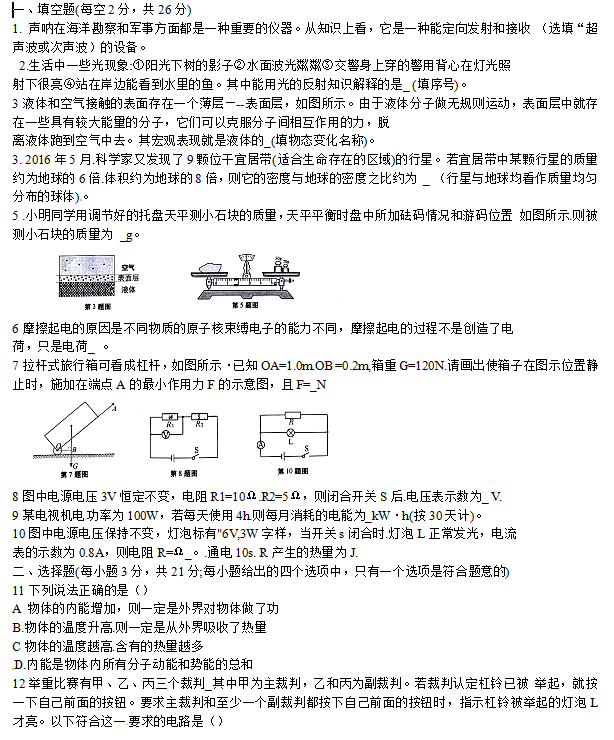 一、填空题(每空 2 分，共 26 分)
1. 声呐在海洋勘察和军事方面都是一种重要的仪器。从知识上看，它是一种能定向发射和接收 （选填“超
声波或次声波）的设备。
2.生活中一些光现象:①阳光下树的影子②水面波光粼粼③交警身上穿的警用背心在灯光照
射下很亮④站在岸边能看到水里的鱼。其中能用光的反射知识解释的是_ (填序号)。
3 液体和空气接触的表面存在一个薄层一--表面层，如图所示。由于液体分子做无规则运动，表面层中就存
在一些具有较大能量的分子，它们可以克服分子间相互作用的力，脱
离液体跑到空气中去。其宏观表现就是液体的_(填物态变化名称)。
3. 2016 年 5 月.科学家又发现了 9 颗位干宜居带(适合生命存在的区域)的行星。若宜居带中某颗行星的质量
约为地球的 6 倍.体积约为地球的 8 倍，则它的密度与地球的密度之比约为 _ （行星与地球均看作质量均匀
分布的球体)。
5 .小明同学用调节好的托盘天平测小石块的质量，天平平衡时盘中所加砝码情况和游码位置 如图所示.则被
测小石块的质量为 _g。
空气
表面层
液体
第 3 题图
第 5 题图
6 摩擦起电的原因是不同物质的原子核束缚电子的能力不同，摩擦起电的过程不是创造了电
荷，只是电荷_ 。
7 拉杆式旅行箱可看成杠杆，如图所示·已知 OA=1.0m.OB =0.2m,箱重 G=120N.请画出使箱子在图示位置静
止时，施加在端点 A 的最小作用力 F 的示意图，且 F=_N
A
O
B
G
第 7 题图
R₁
R₂
V
S
第 8 题图
R
L
A
S
第 10 题图
8 图中电源电压 3V 恒定不变，电阻 R1=10Ω.R2=5Ω，则闭合开关 S 后.电压表示数为_ V.
9 某电视机电功率为 100W，若每天使用 4h.则每月消耗的电能为_kW·h(按 30 天计)。
10 图中电源电压保持不变，灯泡标有"6V,3W 字样，当开关 s 闭合时.灯泡 L 正常发光，电流
表的示数为 0.8A，则电阻 R=Ω_。.通电 10s. R 产生的热量为 J.
二、选择题(每小题 3 分，共 21 分;每小题给出的四个选项中，只有一个选项是符合题意的)
11 下列说法正确的是（）
A 物体的内能增加，则一定是外界对物体做了功
B.物体的温度升高.则一定是从外界吸收了热量
C 物体的温度越高.含有的热量越多
.D.内能是物体内所有分子动能和势能的总和
12 举重比赛有甲、乙、丙三个裁判_其中甲为主裁判，乙和丙为副裁判。若裁判认定杠铃已被 举起，就按
一下自己前面的按钮。要求主裁判和至少一个副裁判都按下自己前面的按钮时，指示杠铃被举起的灯泡 L
才亮。以下符合这一要求的电路是（）